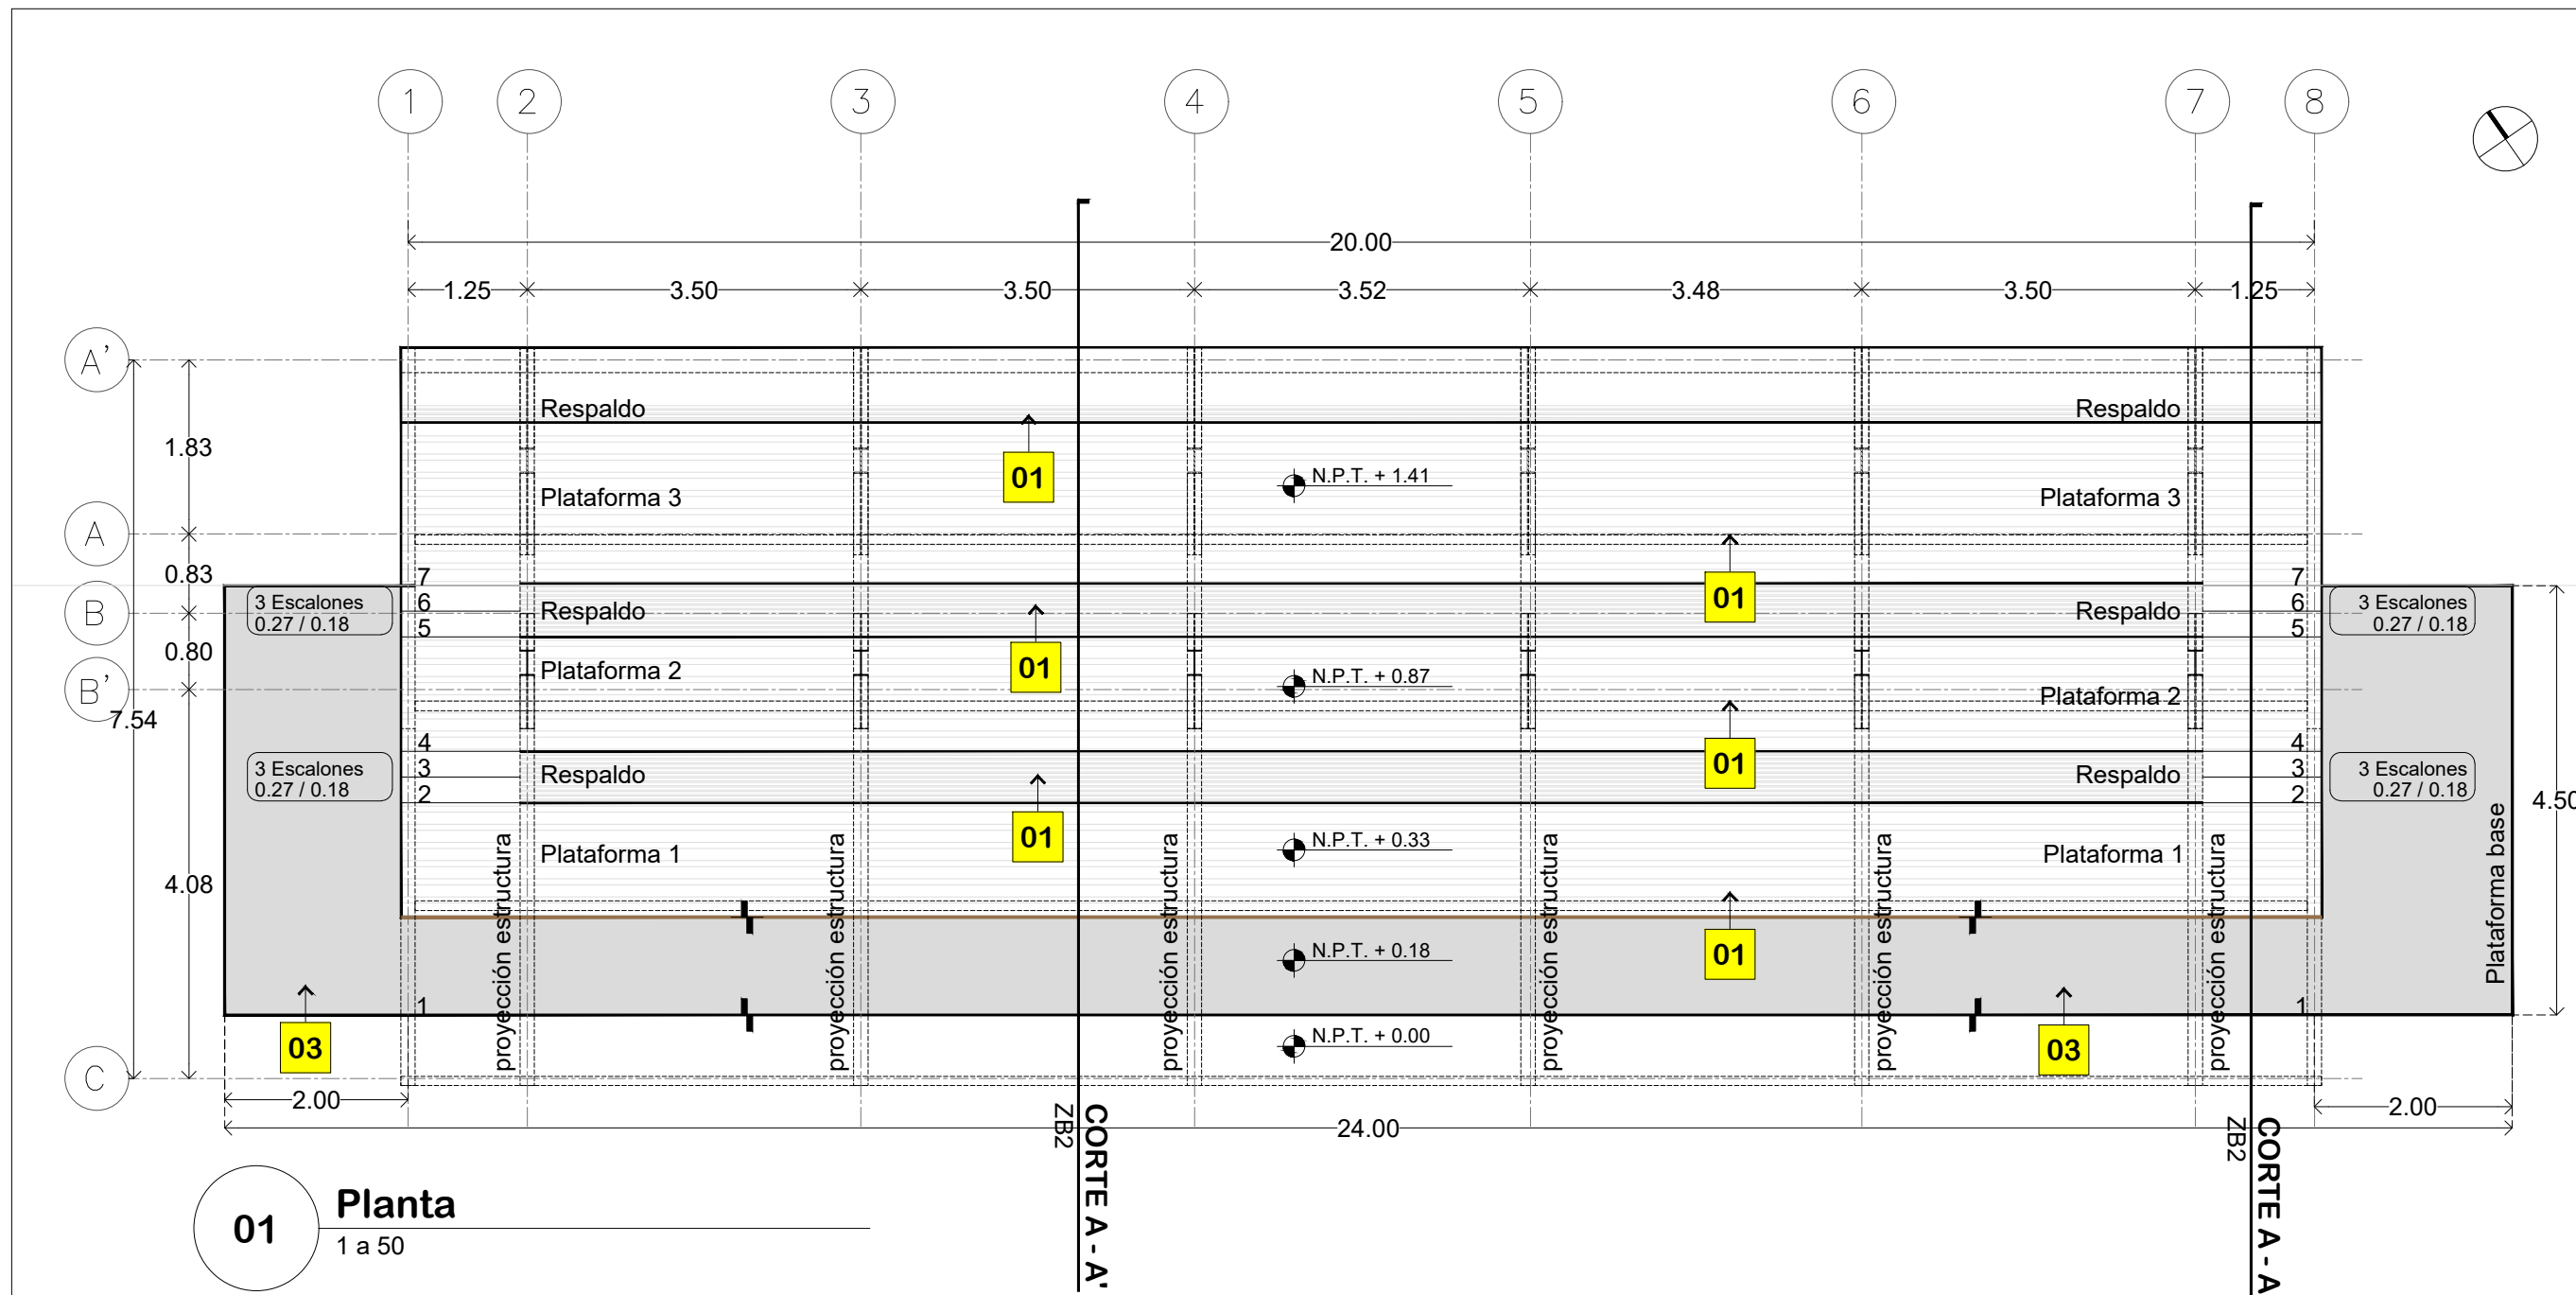 1 2 3 4 5 6 7 8
20.00
1.25 3.50 3.50 3.52 3.48 3.50 1.25
A'
Respaldo Respaldo
1.83
01 N.P.T. + 1.41
Plataforma 3 Plataforma 3
A
0.83 7 7
3 Escalones 6 01 6 3 Escalones
0.27 / 0.18 0.27 / 0.18
B Respaldo Respaldo
5 5
0.80 Plataforma 2 01 N.P.T. + 0.87
B' Plataforma 2
7.54
4 4
3 Escalones 3 01 3 3 Escalones
0.27 / 0.18 0.27 / 0.18
Respaldo Respaldo
2 2
4.50
01 N.P.T. + 0.33
Plataforma 1 Plataforma 1
4.08
proyección estructura
proyección estructura
proyección estructura
proyección estructura
proyección estructura
proyección estructura
Plataforma base
N.P.T. + 0.18 01
1 1
03 N.P.T. + 0.00 03
C
2.00 2.00
24.00
ZB2
CORTE A - A'
ZB2
CORTE A - A
01 Planta
1 a 50